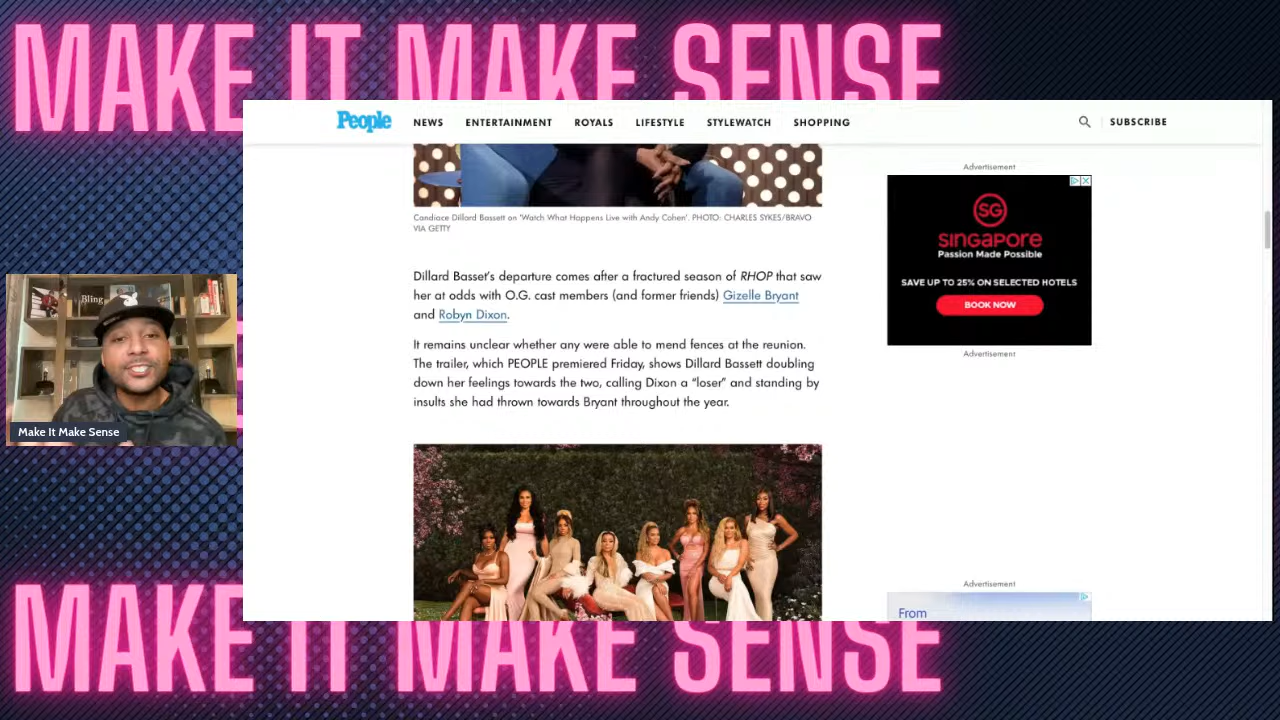 MAKE IT MAKE SENSE
People NEWS ENTERTAINMENT ROYALS LIFESTYLE STYLEWATCH SHOPPING SUBSCRIBE
Candiace Dillard Bassett on 'Watch What Happens Live with Andy Cohen'. PHOTO: CHARLES SYKES/BRAVO
VIA GETTY
Dillard Basset's departure comes after a fractured season of RHOP that saw
her at odds with O.G. cast members (and former friends) Gizelle Bryant
and Robyn Dixon.
It remains unclear whether any were able to mend fences at the reunion.
The trailer, which PEOPLE premiered Friday, shows Dillard Bassett doubling
down her feelings towards the two, calling Dixon a “loser” and standing by
insults she had thrown towards Bryant throughout the year.
Advertisement
SG
SINGAPORE
Passion Made Possible
SAVE UP TO 25% ON SELECTED HOTELS
BOOK NOW
Advertisement
Advertisement
From
Bling
Make It Make Sense
MAKE IT MAKE SENSE